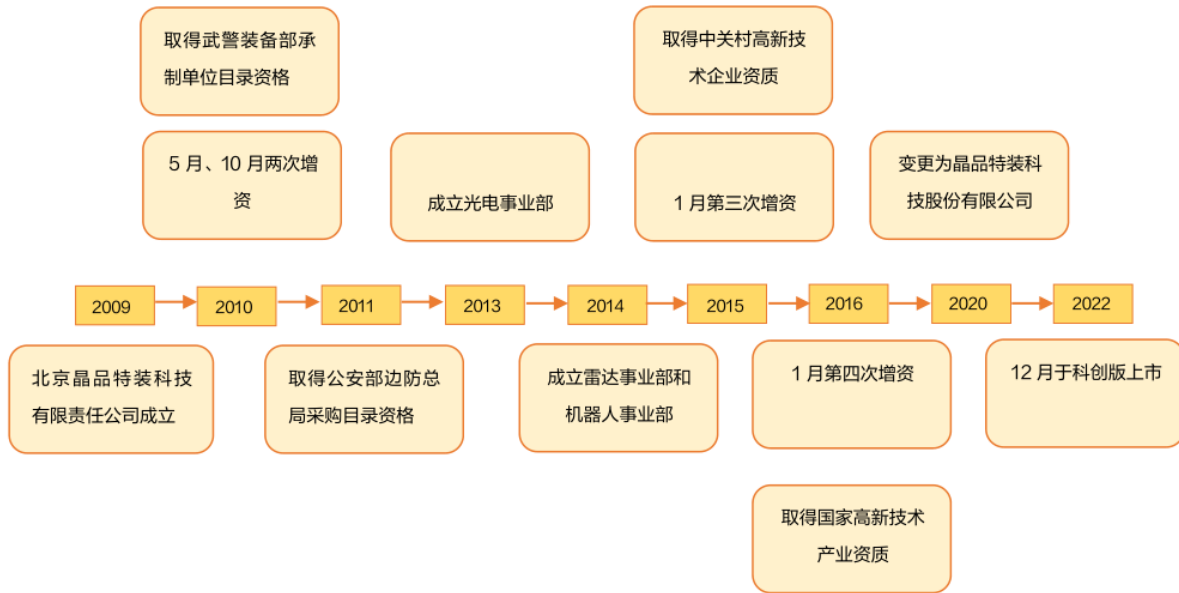 取得武警装备部承
制单位目录资格
取得中关村高新技
术企业资质
5 月、10 月两次增
资
成立光电事业部
1 月第三次增资
变更为晶品特装科
技股份有限公司
2009
2010
2011
2013
2014
2015
2016
2020
2022
北京晶品特装科技
有限责任公司成立
取得公安部边防总
局采购目录资格
成立雷达事业部和
机器人事业部
1 月第四次增资
12 月于科创版上市
取得国家高新技术
产业资质